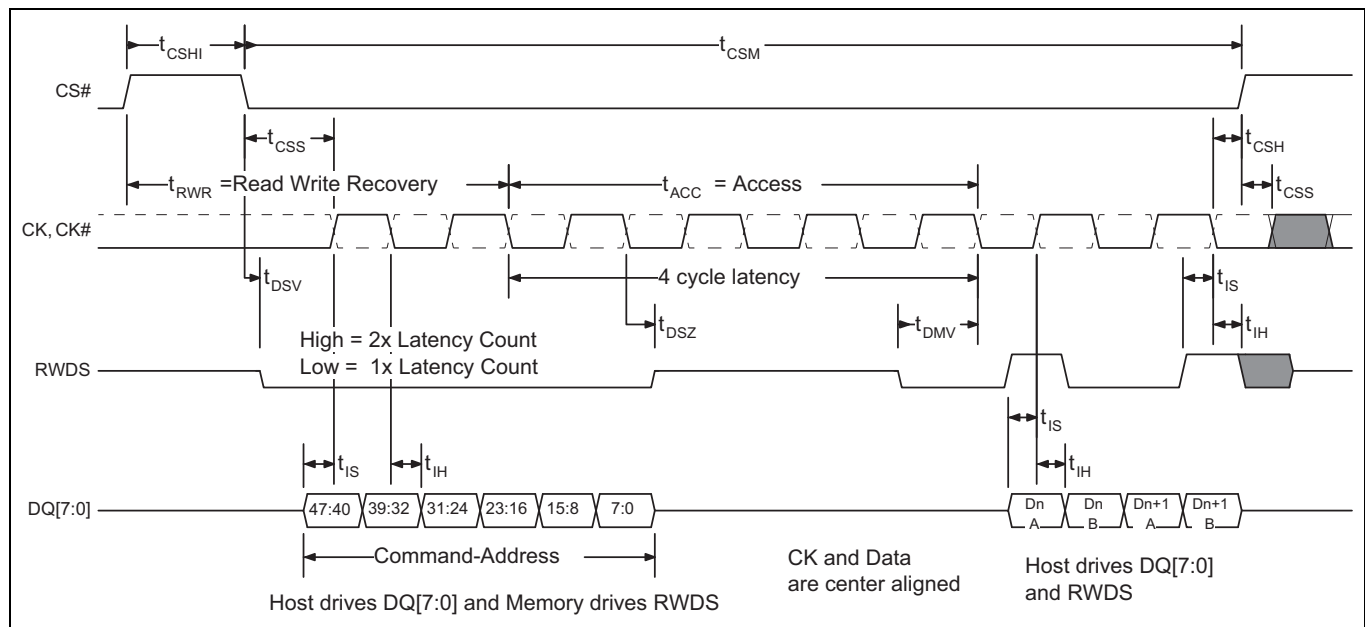 tCSHI
tCSM
CS#
tCSS
tCSH
tRWR =Read Write Recovery
tACC = Access
tCSS
CK, CK#
tDSV
4 cycle latency
tIS
tDSZ
tDMV
tIH
High = 2x Latency Count
Low = 1x Latency Count
RWDS
tIS
tIS
tIH
tIH
DQ[7:0]
47:40 39:32 31:24 23:16 15:8 7:0
Dn Dn Dn+1 Dn+1
A B A B
Command-Address
CK and Data
are center aligned
Host drives DQ[7:0]
and RWDS
Host drives DQ[7:0] and Memory drives RWDS